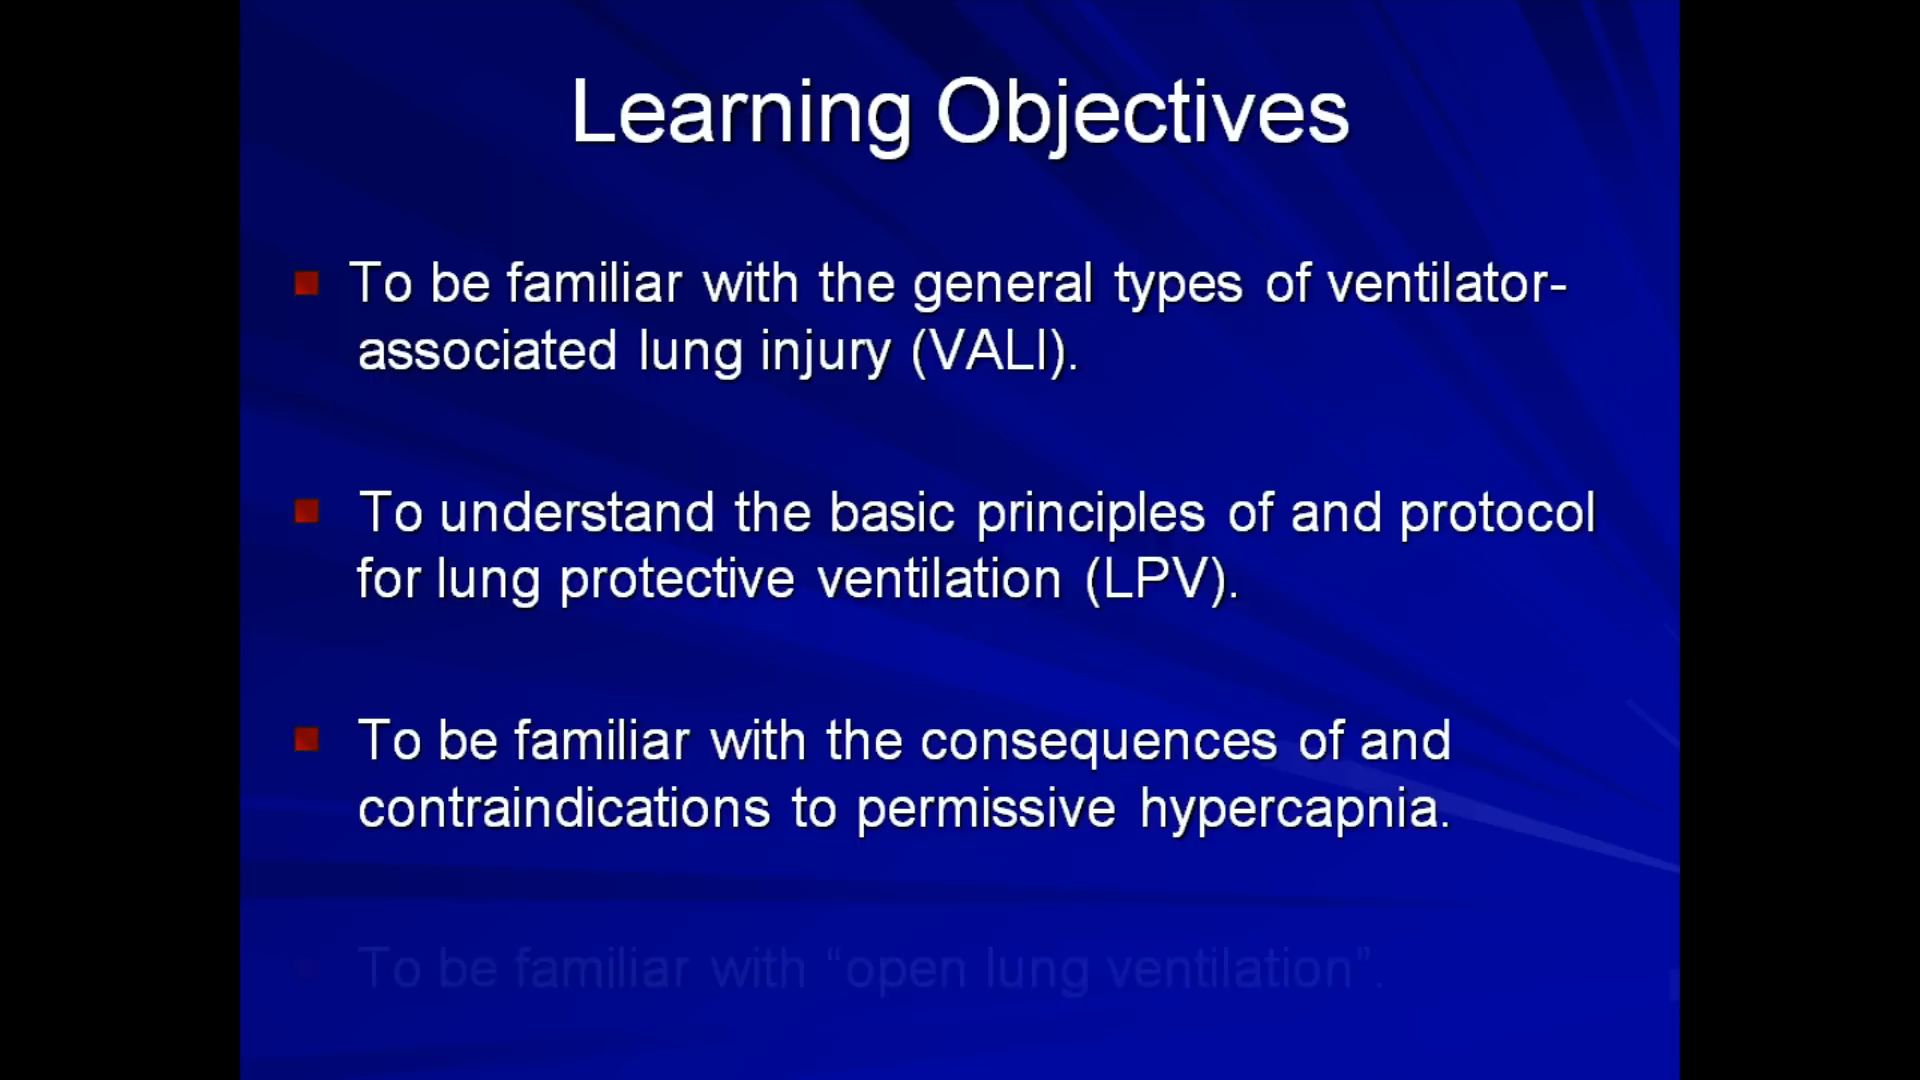 Learning Objectives
To be familiar with the general types of ventilator-
associated lung injury (VALI).
To understand the basic principles of and protocol
for lung protective ventilation (LPV).
To be familiar with the consequences of and
contraindications to permissive hypercapnia.
To be familiar with “open lung ventilation”.